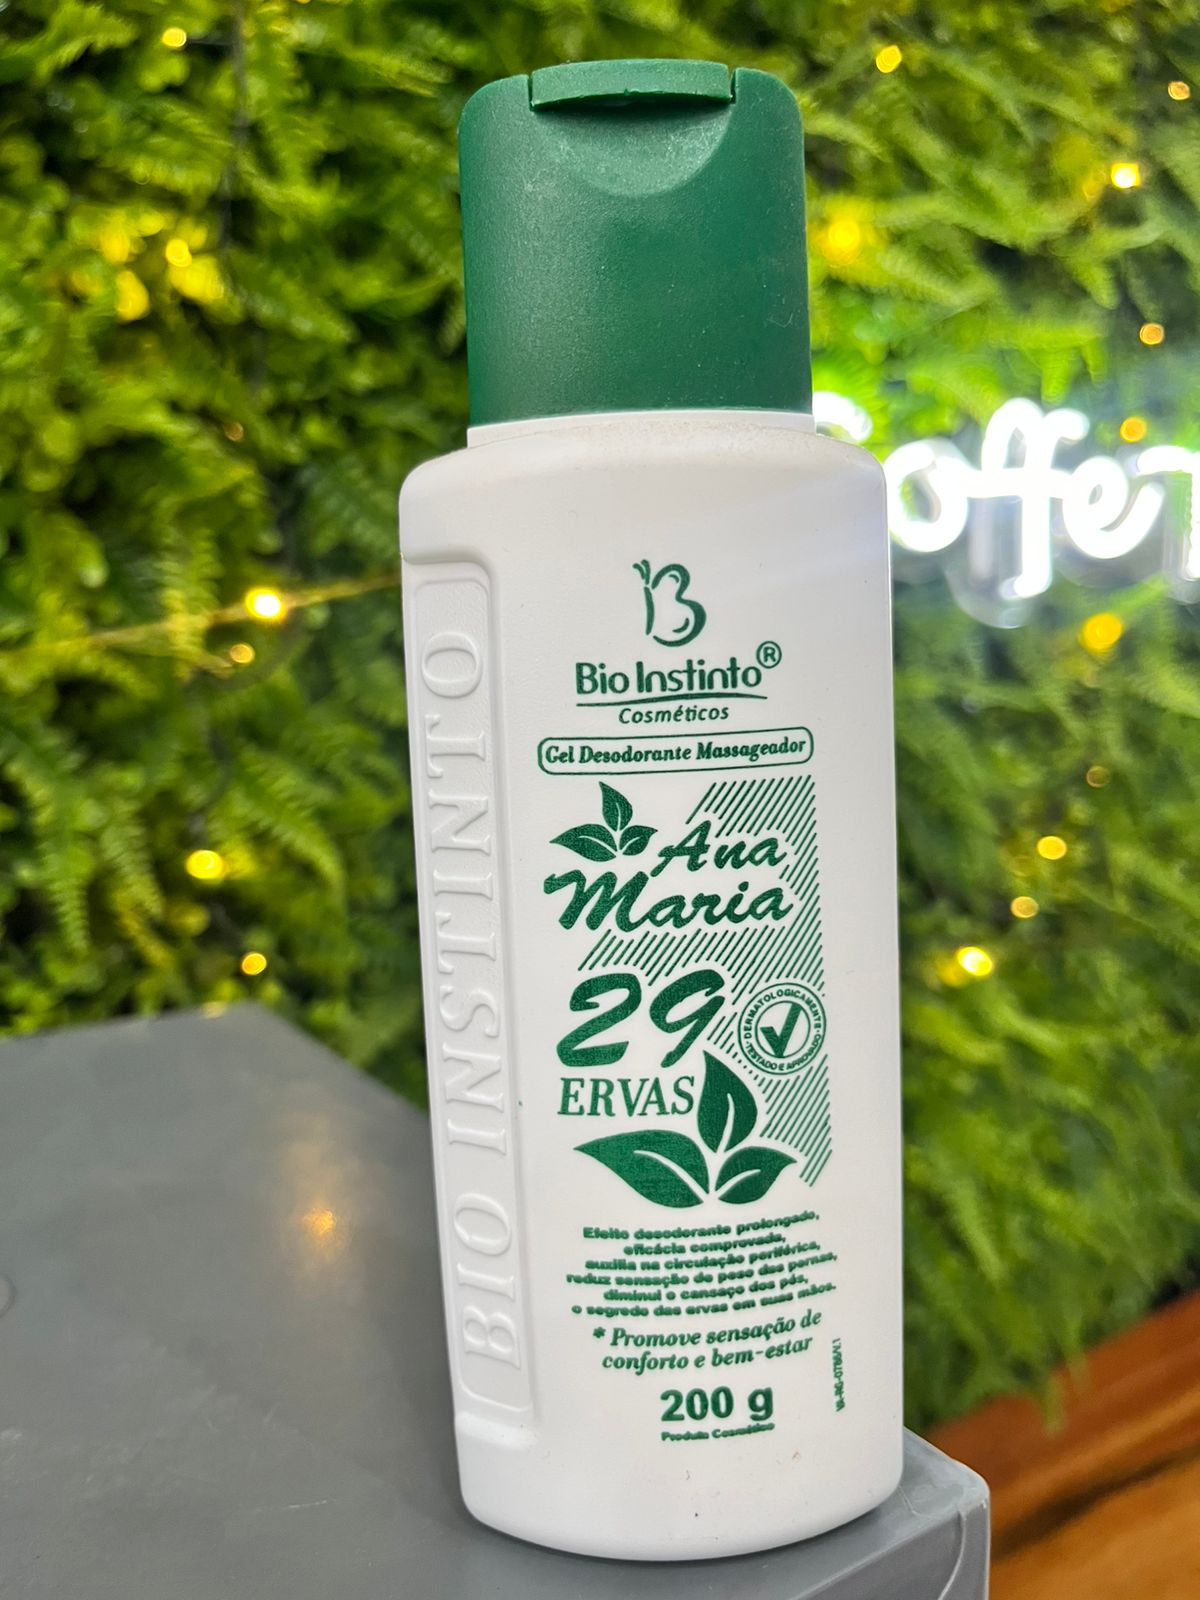 Coffe
BIO INSTINTO
B
Bio Instinto®
Cosméticos
Gel Desodorante Massageador
Ana
Maria
29
ERVAS
DERMATOLOGICAMENTE
TESTADO E APROVADO
Efeito desodorante prolongado,
eficácia comprovada,
auxilia na circulação periférica,
reduz sensação do peso das pernas,
diminui o cansaço dos pés,
o segredo das ervas em suas mãos.
* Promove sensação de
conforto e bem-estar
200 g
Produto Cosmético